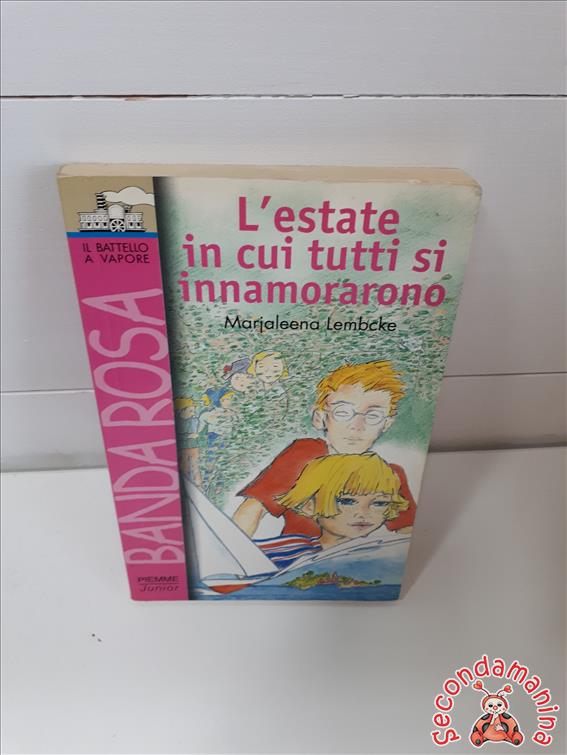 L'estate
in cui tutti si
innamorarono
Marjaleena Lembcke
IL BATTELLO
A VAPORE
BANDA ROSA
PIEMME
Junior
Secondamanina